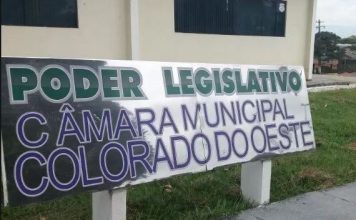 PODER LEGISLATIVO
CÂMARA MUNICIPAL
COLORADO DO OESTE